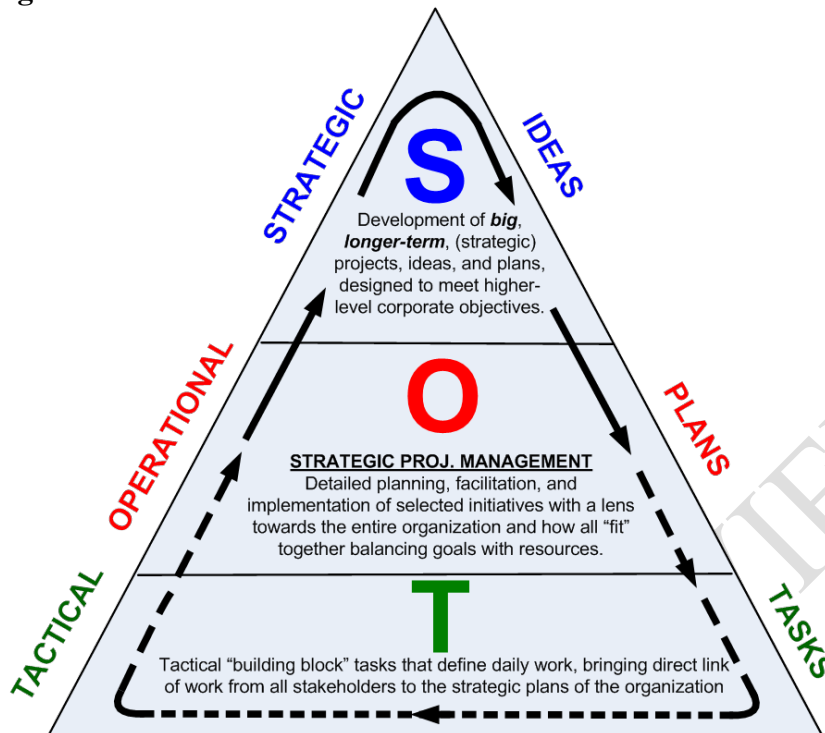 g
STRATEGIC
IDEAS
S
Development of big,
longer-term, (strategic)
projects, ideas, and plans,
designed to meet higher-
level corporate objectives.
OPERATIONAL
PLANS
O
STRATEGIC PROJ. MANAGEMENT
Detailed planning, facilitation, and
implementation of selected initiatives with a lens
towards the entire organization and how all “fit”
together balancing goals with resources.
TACTICAL
TASKS
T
Tactical “building block” tasks that define daily work, bringing direct link
of work from all stakeholders to the strategic plans of the organization